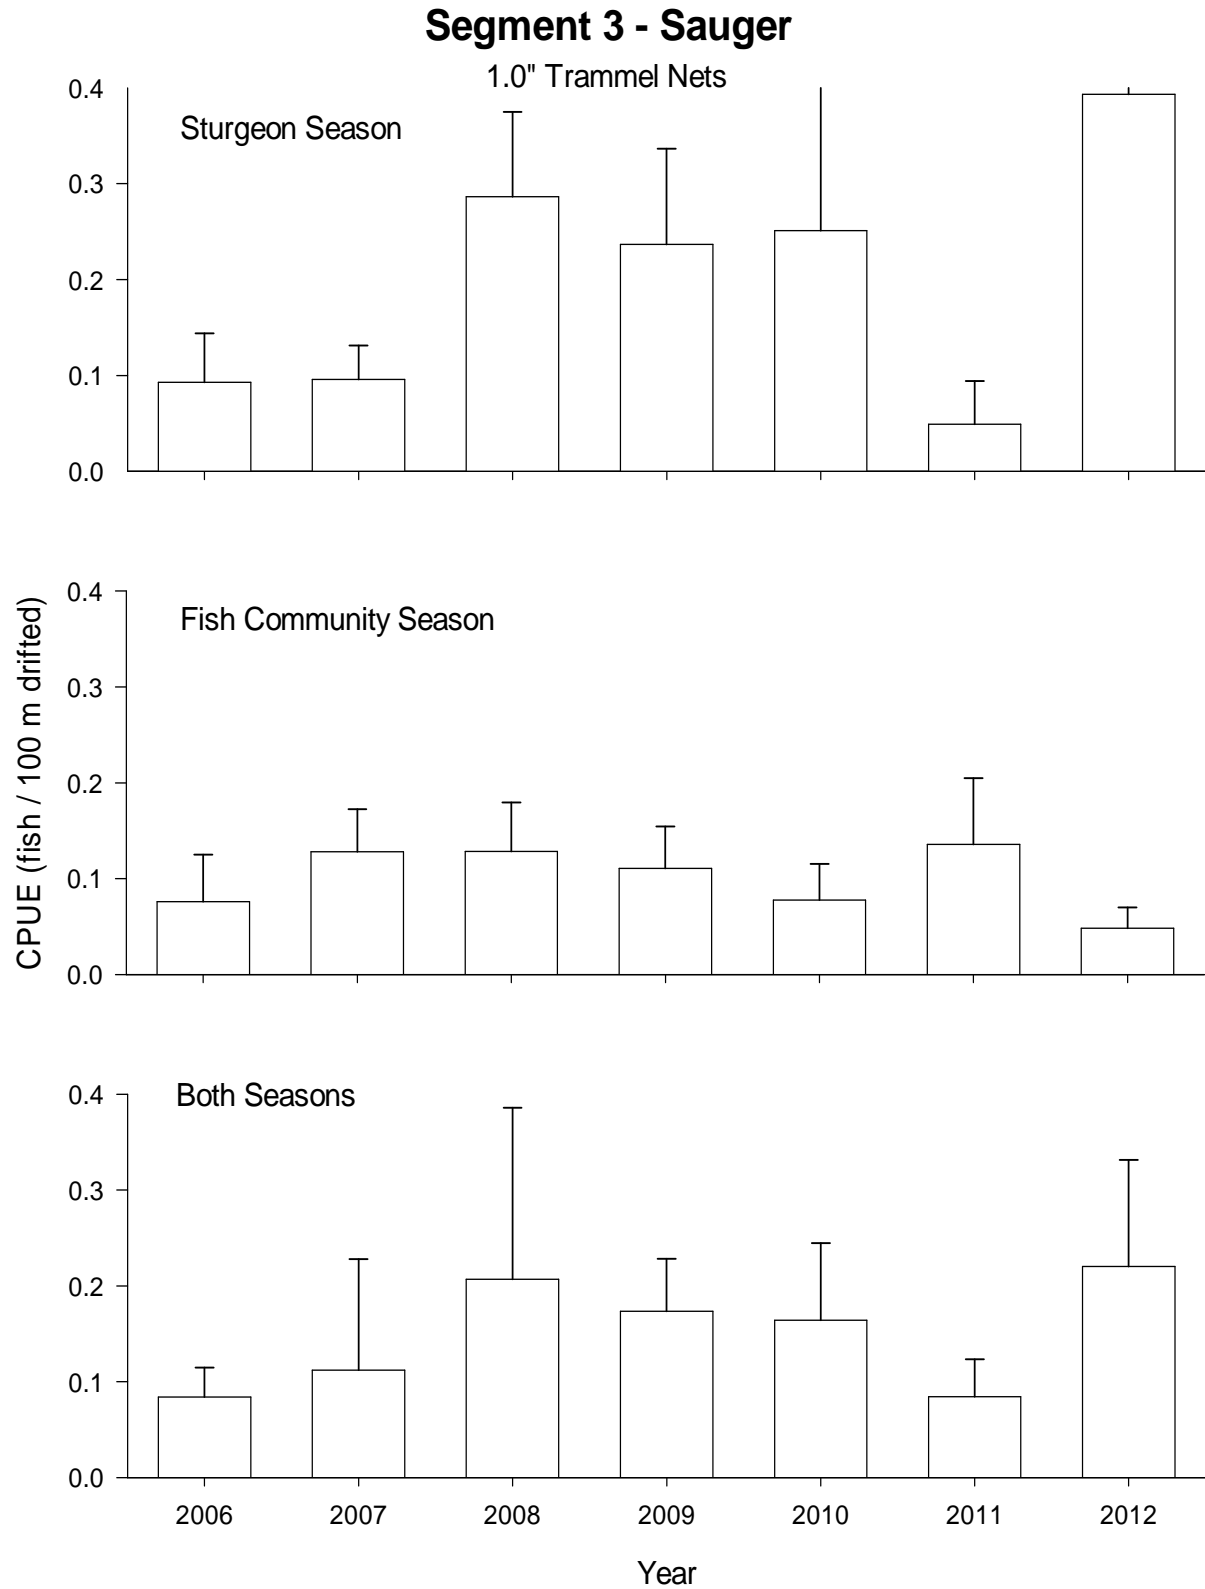 Segment 3 - Sauger
1.0" Trammel Nets
Sturgeon Season
0.4
0.3
0.2
0.1
0.0
CPUE (fish / 100 m drifted)
Fish Community Season
0.4
0.3
0.2
0.1
0.0
Both Seasons
0.4
0.3
0.2
0.1
0.0
2006 2007 2008 2009 2010 2011 2012
Year